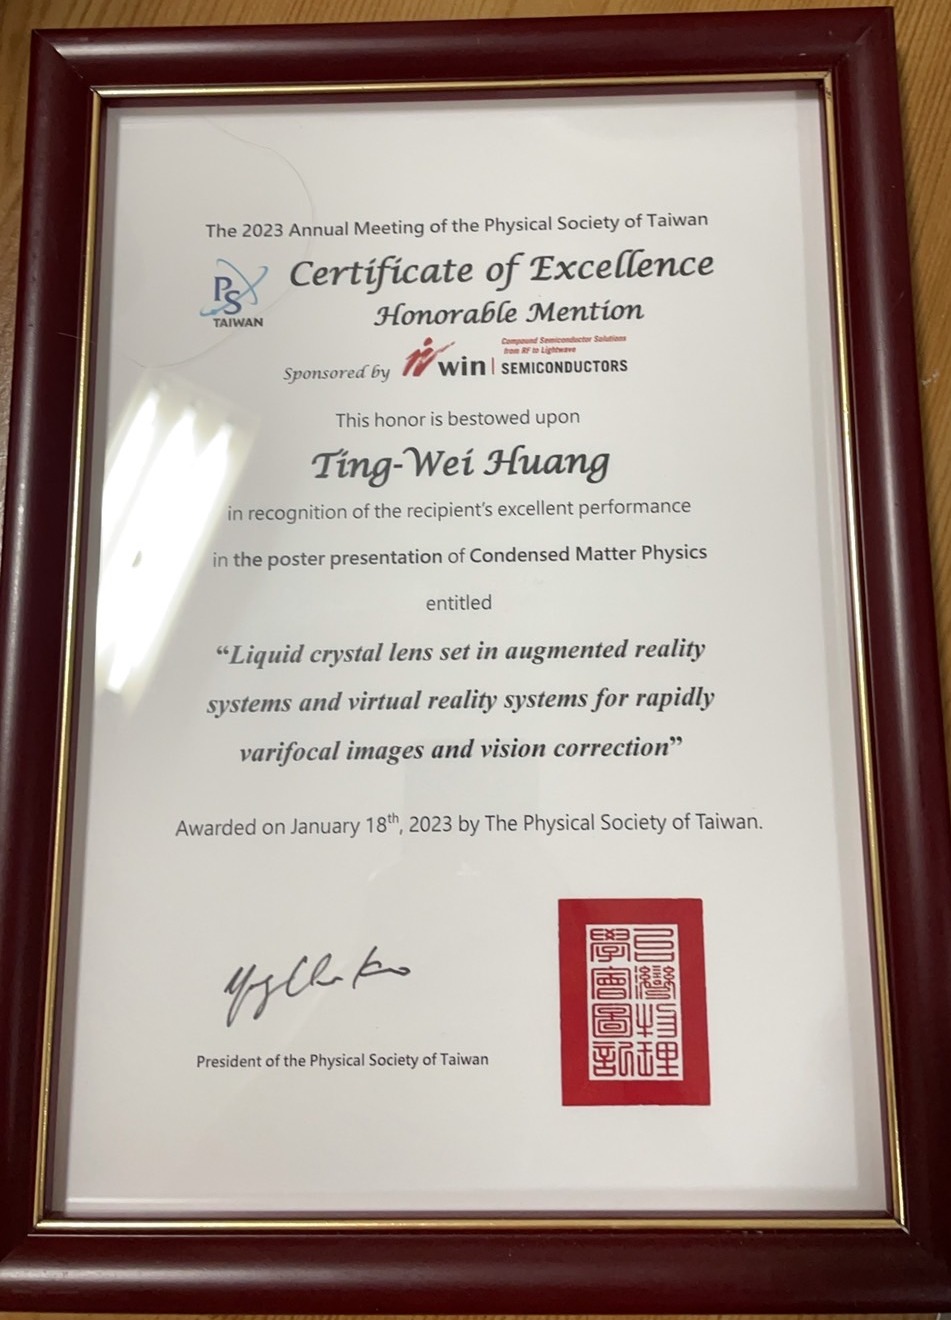 The 2023 Annual Meeting of the Physical Society of Taiwan
PS
TAIWAN
Certificate of Excellence
Honorable Mention
Sponsored by
win
Compound Semiconductor Solutions
from RF to Lightwave
SEMICONDUCTORS
This honor is bestowed upon
Ting-Wei Huang
in recognition of the recipient's excellent performance
in the poster presentation of Condensed Matter Physics
entitled
“Liquid crystal lens set in augmented reality
systems and virtual reality systems for rapidly
varifocal images and vision correction”
Awarded on January 18th, 2023 by The Physical Society of Taiwan.
President of the Physical Society of Taiwan